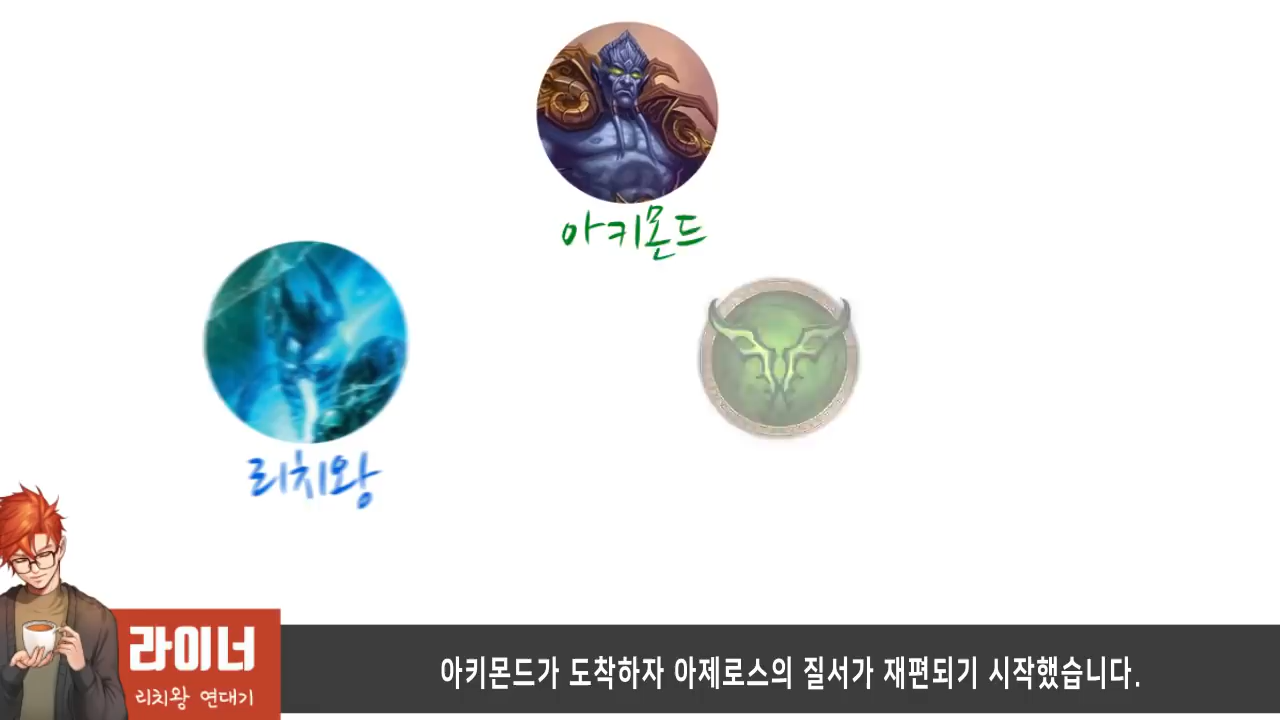 아키몬드
리치왕
라이너
리치왕 연대기
아키몬드가 도착하자 아제로스의 질서가 재편되기 시작했습니다.